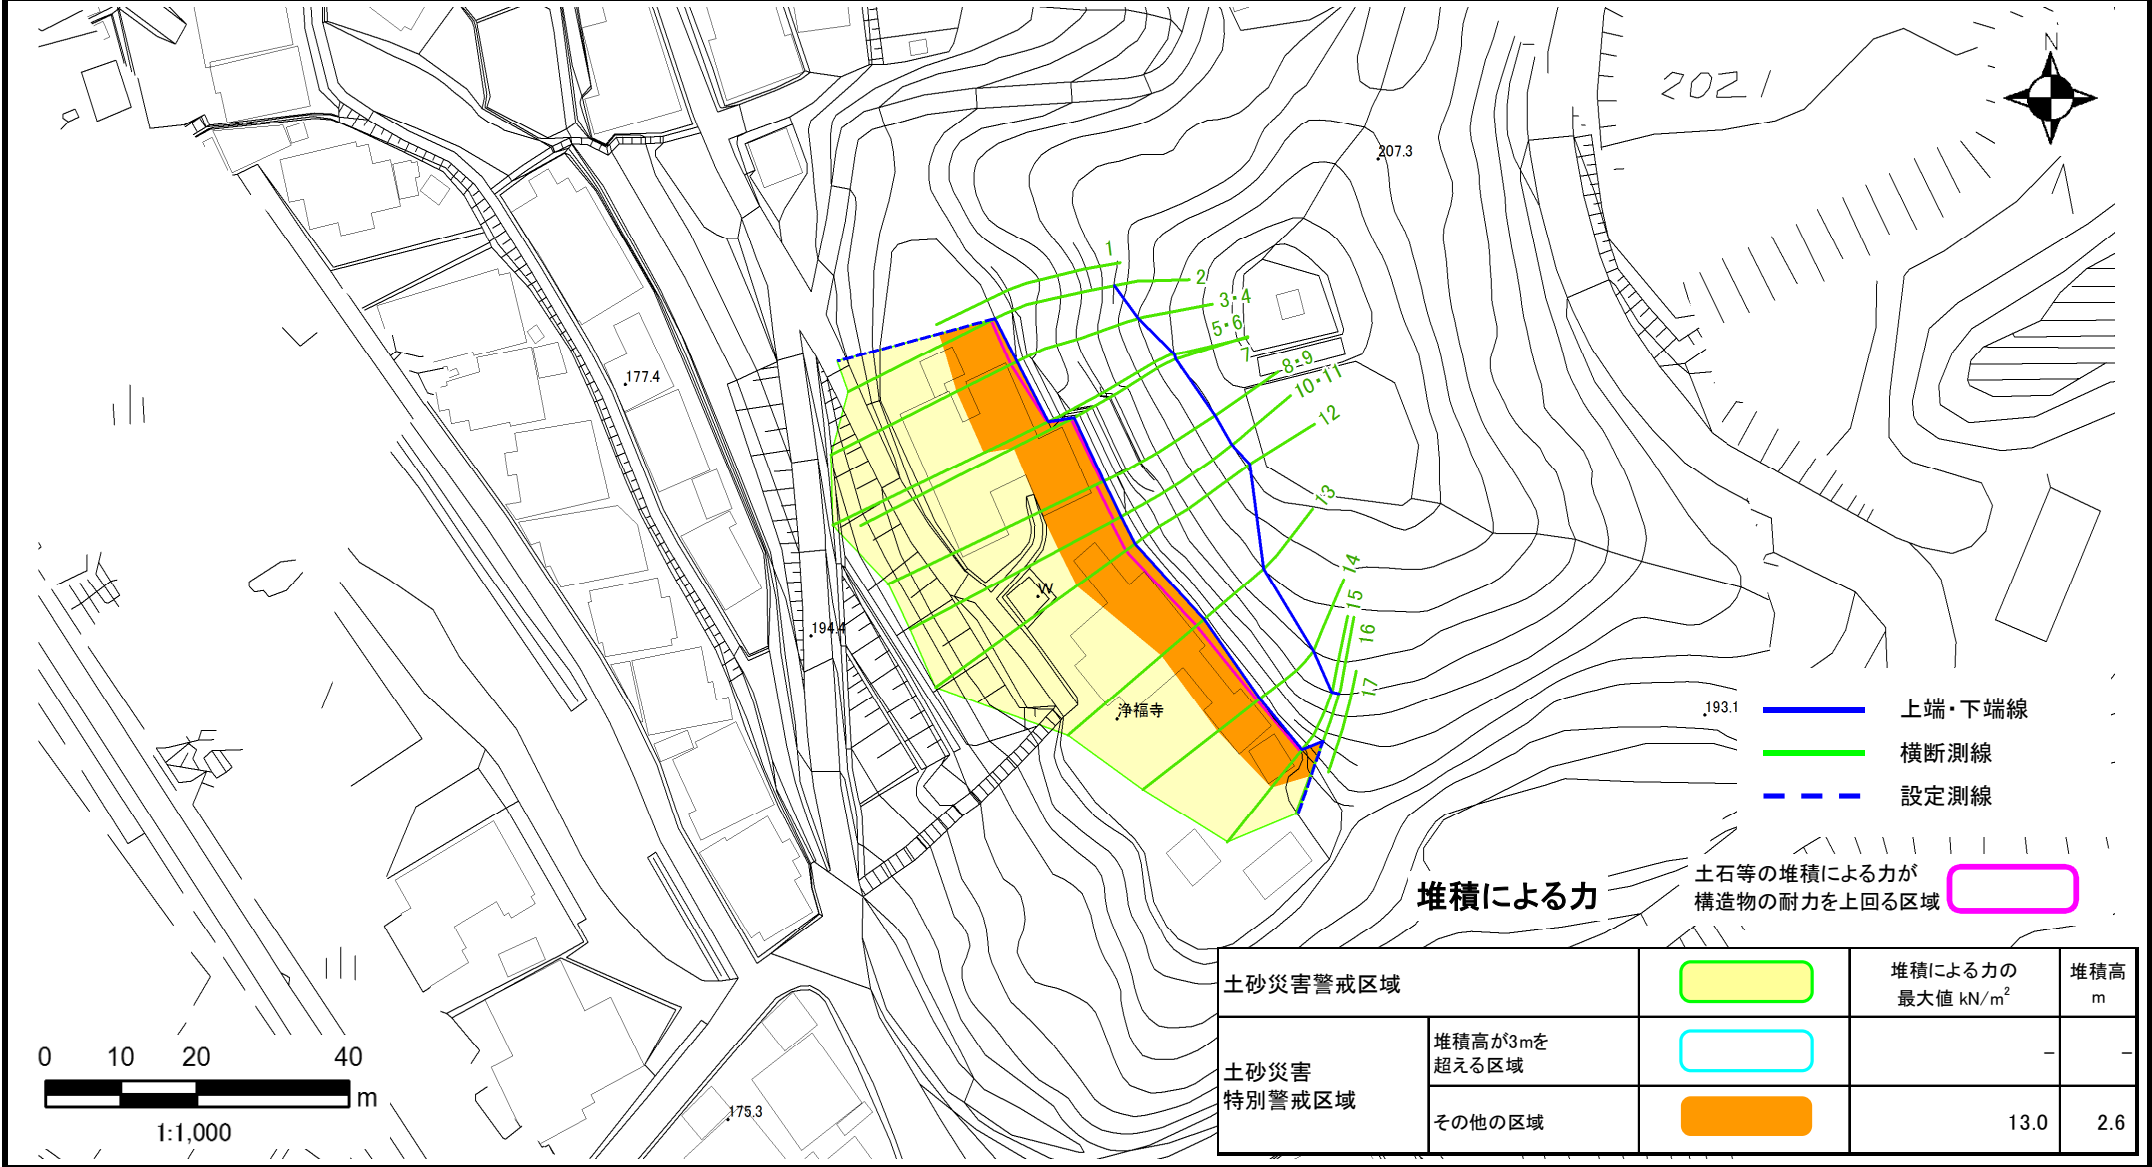 N
2021
207.3
1
2
3・4
5・6
7
8・9
10・11
12
13
14
15
16
17
177.4
194.4
W
浄福寺
193.1
175.3
上端・下端線
横断測線
設定測線
堆積による力
土石等の堆積による力が
構造物の耐力を上回る区域
土砂災害警戒区域
堆積による力の
最大値 kN/m²
堆積高
m
土砂災害
特別警戒区域
堆積高が3mを
超える区域
−
−
その他の区域
13.0
2.6
0 10 20 40
m
1:1,000